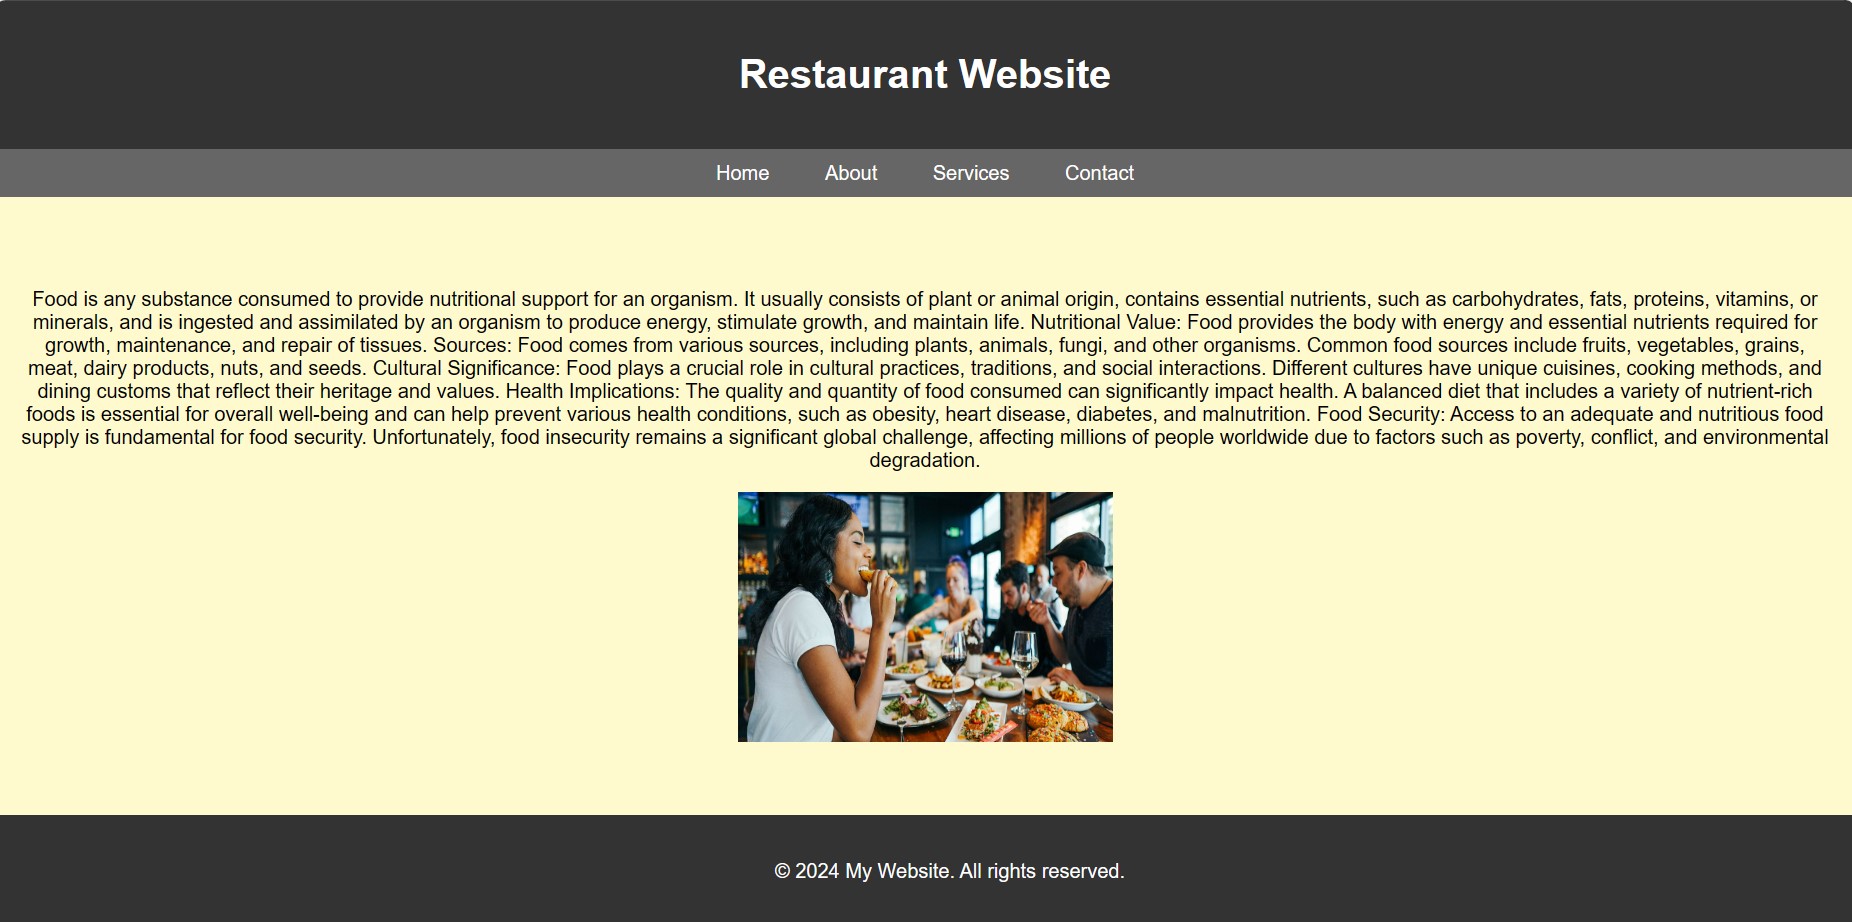 Restaurant Website
Home About Services Contact
Food is any substance consumed to provide nutritional support for an organism. It usually consists of plant or animal origin, contains essential nutrients, such as carbohydrates, fats, proteins, vitamins, or
minerals, and is ingested and assimilated by an organism to produce energy, stimulate growth, and maintain life. Nutritional Value: Food provides the body with energy and essential nutrients required for
growth, maintenance, and repair of tissues. Sources: Food comes from various sources, including plants, animals, fungi, and other organisms. Common food sources include fruits, vegetables, grains,
meat, dairy products, nuts, and seeds. Cultural Significance: Food plays a crucial role in cultural practices, traditions, and social interactions. Different cultures have unique cuisines, cooking methods, and
dining customs that reflect their heritage and values. Health Implications: The quality and quantity of food consumed can significantly impact health. A balanced diet that includes a variety of nutrient-rich
foods is essential for overall well-being and can help prevent various health conditions, such as obesity, heart disease, diabetes, and malnutrition. Food Security: Access to an adequate and nutritious food
supply is fundamental for food security. Unfortunately, food insecurity remains a significant global challenge, affecting millions of people worldwide due to factors such as poverty, conflict, and environmental
degradation.
© 2024 My Website. All rights reserved.